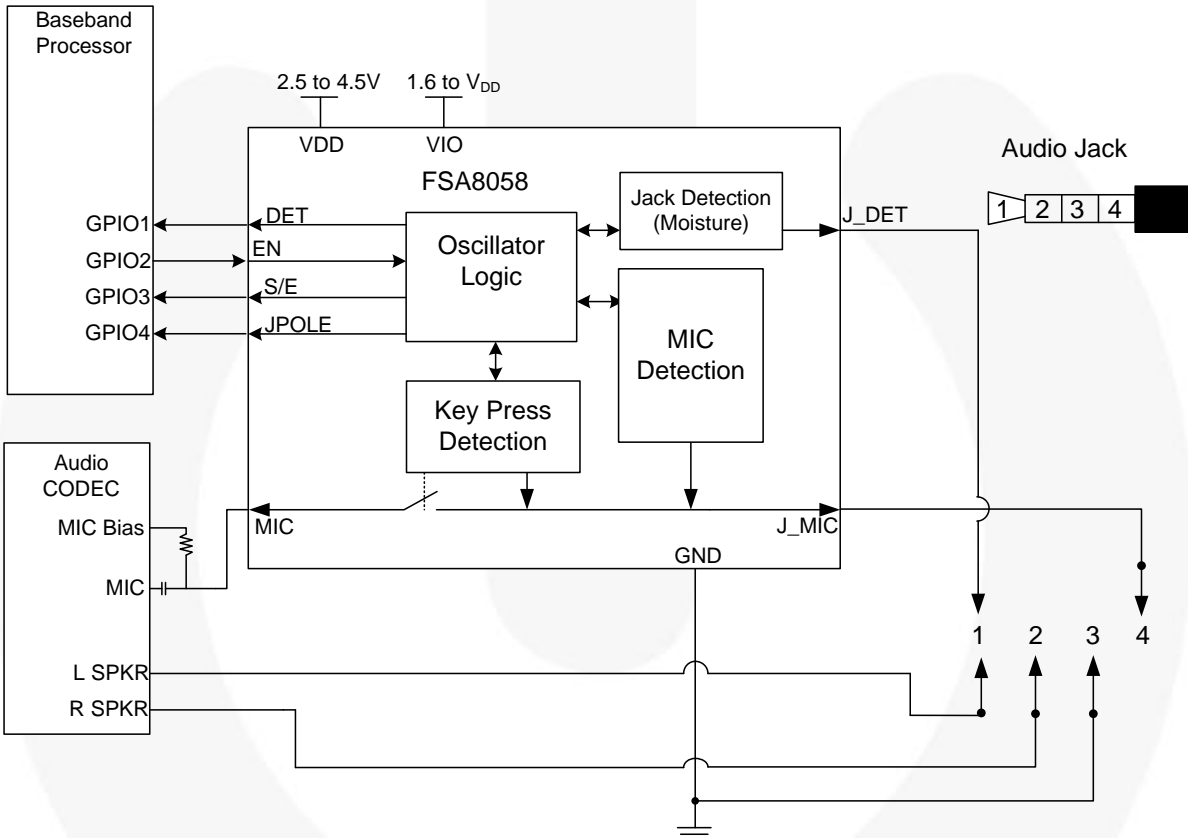 Baseband
Processor
2.5 to 4.5V
1.6 to VDD
VDD
VIO
FSA8058
Audio Jack
1 2 3 4
GPIO1
GPIO2
GPIO3
GPIO4
DET
EN
S/E
JPOLE
Oscillator
Logic
Jack Detection
(Moisture)
J_DET
MIC
Detection
Key Press
Detection
Audio
CODEC
MIC Bias
MIC
L SPKR
R SPKR
MIC
J_MIC
GND
1 2 3 4